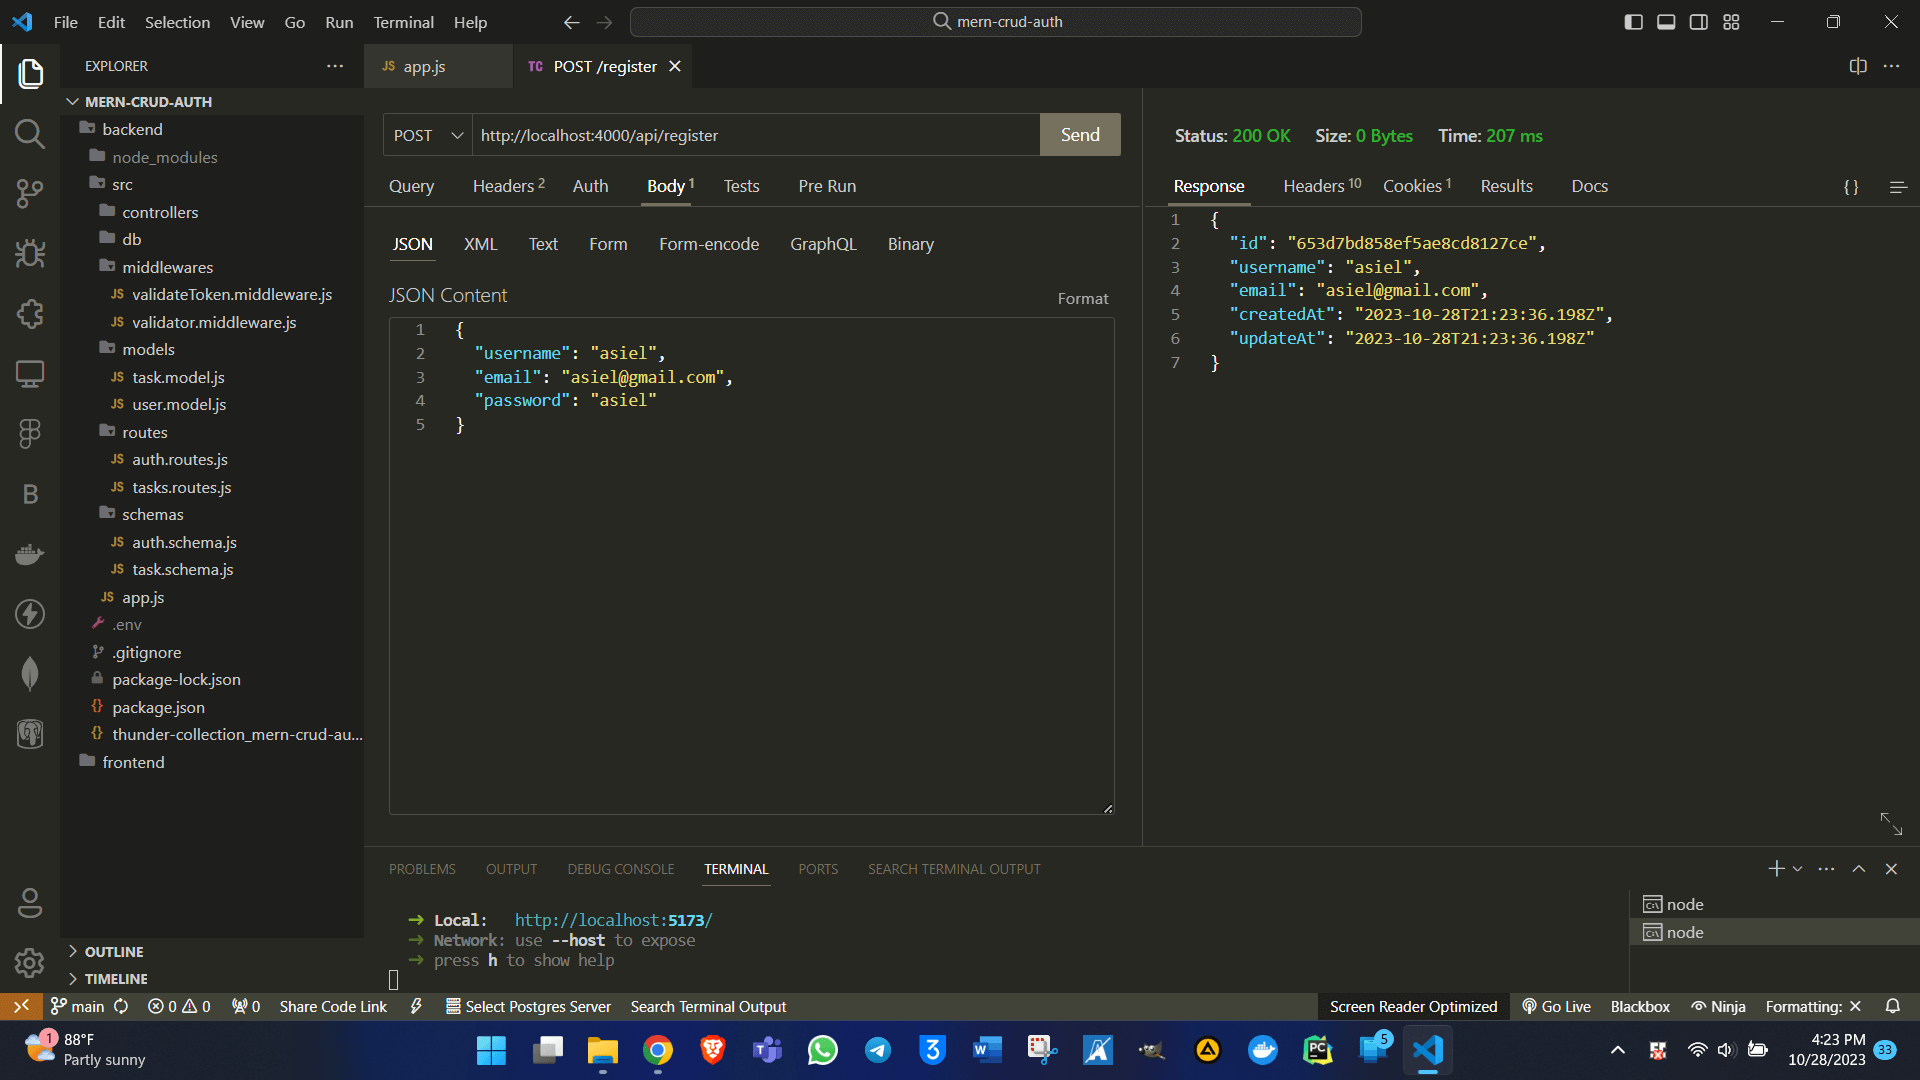 File Edit Selection View Go Run Terminal Help
mern-crud-auth
EXPLORER
JS app.js
TC POST /register
MERN-CRUD-AUTH
backend
node_modules
src
controllers
db
middlewares
JS validateToken.middleware.js
JS validator.middleware.js
models
JS task.model.js
JS user.model.js
routes
JS auth.routes.js
JS tasks.routes.js
schemas
JS auth.schema.js
JS task.schema.js
JS app.js
.env
.gitignore
package-lock.json
{} package.json
{} thunder-collection_mern-crud-au...
frontend
OUTLINE
TIMELINE
POST http://localhost:4000/api/register Send
Query Headers 2 Auth Body 1 Tests Pre Run
JSON XML Text Form Form-encode GraphQL Binary
JSON Content
Format
1 {
2 "username": "asiel",
3 "email": "asiel@gmail.com",
4 "password": "asiel"
5 }
Status: 200 OK Size: 0 Bytes Time: 207 ms
Response Headers 10 Cookies 1 Results Docs {}
1 {
2 "id": "653d7bd858ef5ae8cd8127ce",
3 "username": "asiel",
4 "email": "asiel@gmail.com",
5 "createdAt": "2023-10-28T21:23:36.198Z",
6 "updateAt": "2023-10-28T21:23:36.198Z"
7 }
PROBLEMS OUTPUT DEBUG CONSOLE TERMINAL PORTS SEARCH TERMINAL OUTPUT
➜ Local: http://localhost:5173/
➜ Network: use --host to expose
➜ press h to show help
node
node
main 0 0 0 Share Code Link Select Postgres Server Search Terminal Output
Screen Reader Optimized Go Live Blackbox Ninja Formatting: ✕
1
88°F
Partly sunny
5
4:23 PM
10/28/2023
33